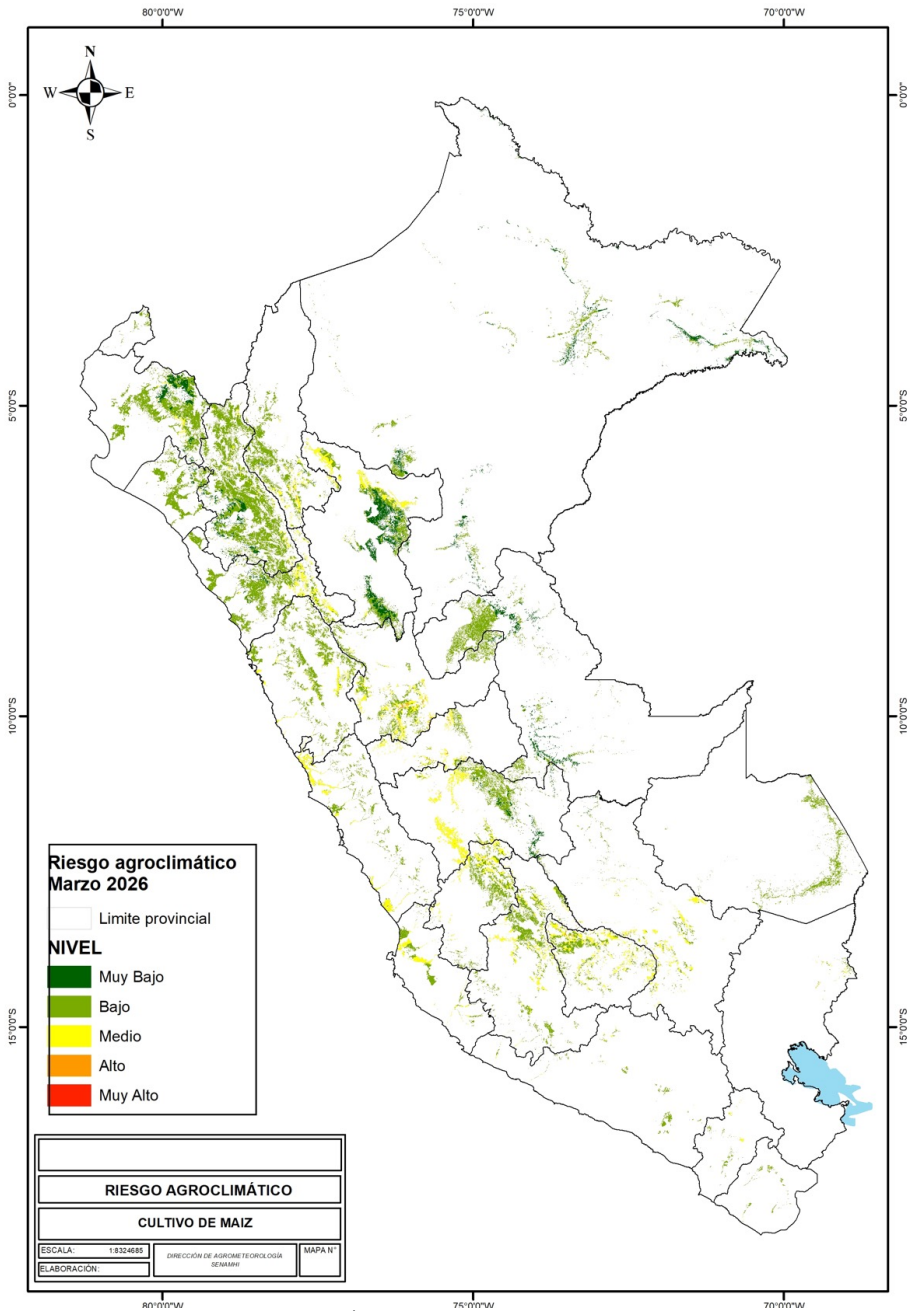 80°0'0"W
75°0'0"W
70°0'0"W
N
W
E
S
0°0'0"
0°0'0"
5°0'0"S
5°0'0"S
10°0'0"S
10°0'0"S
15°0'0"S
15°0'0"S
Riesgo agroclimático
Marzo 2026
Limite provincial
NIVEL
Muy Bajo
Bajo
Medio
Alto
Muy Alto
RIESGO AGROCLIMÁTICO
CULTIVO DE MAIZ
ESCALA: 1:8324685
DIRECCIÓN DE AGROMETEOROLOGÍA
SENAMHI
MAPA N°
ELABORACIÓN:
80°0'0"W
75°0'0"W
70°0'0"W